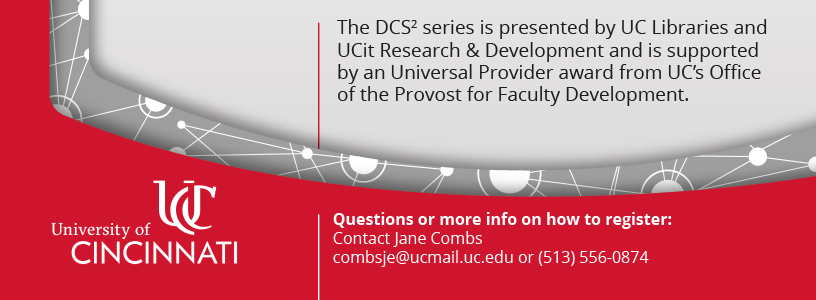 The DCS² series is presented by UC Libraries and
UCit Research & Development and is supported
by an Universal Provider award from UC’s Office
of the Provost for Faculty Development.
UC
University of
CINCINNATI
Questions or more info on how to register:
Contact Jane Combs
combsje@ucmail.uc.edu or (513) 556-0874